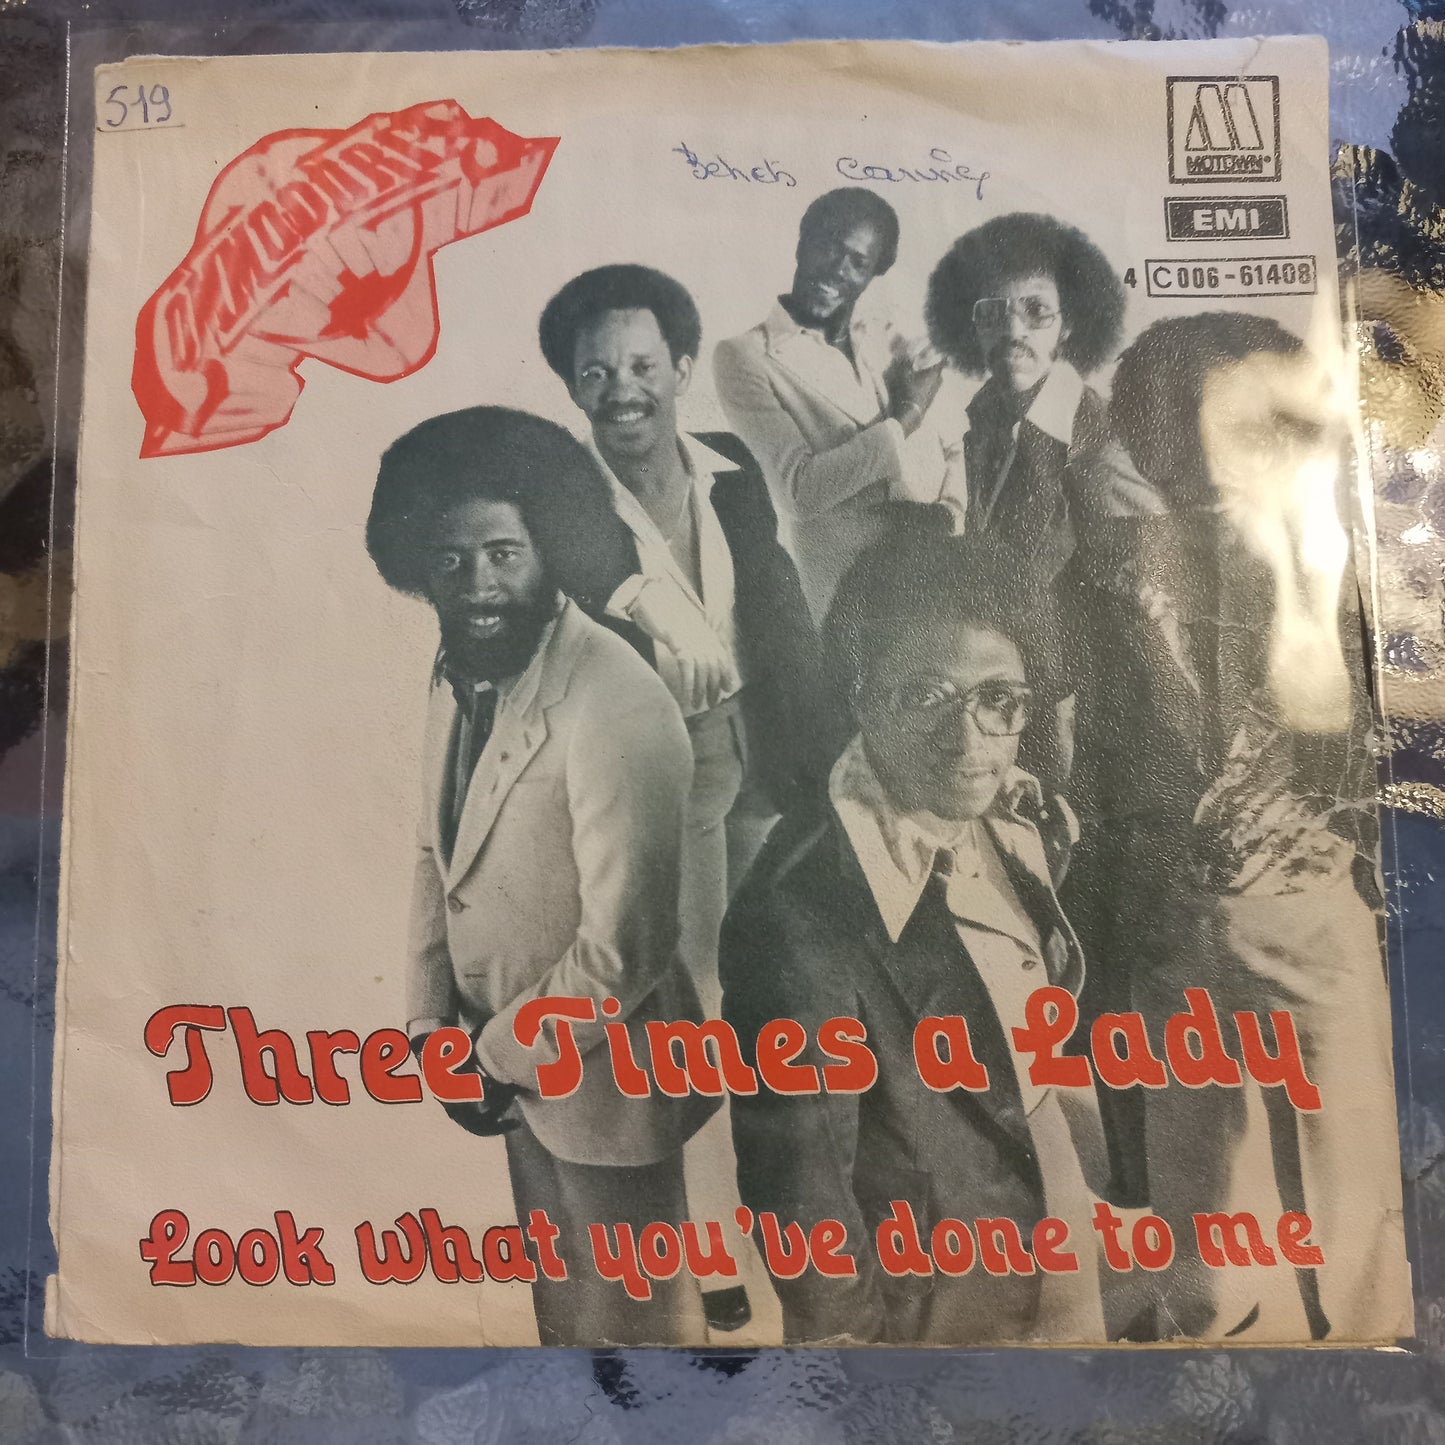 519
COMMODORES
MOTOWN®
EMI
4 C 006-61408
Three Times a Lady
Look what you've done to me